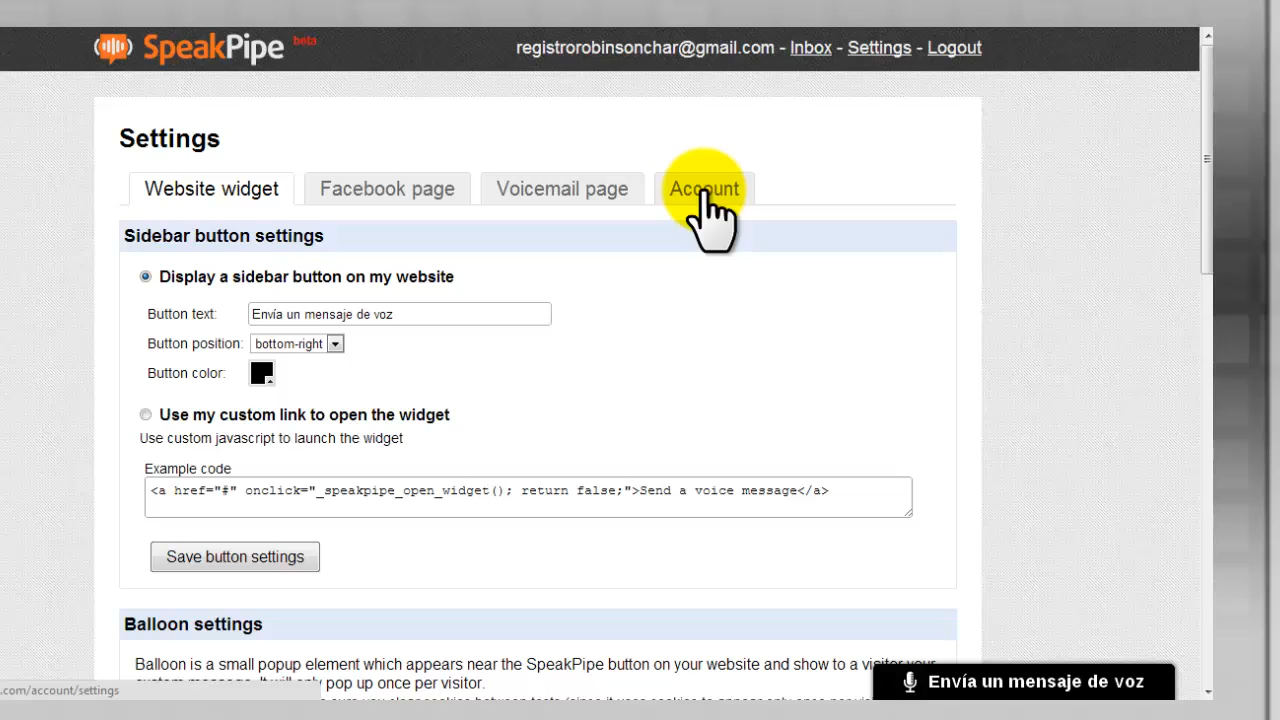 SpeakPipe beta
registrorobinsonchar@gmail.com - Inbox - Settings - Logout
Settings
Website widget Facebook page Voicemail page Account
Sidebar button settings
Display a sidebar button on my website
Button text: Envía un mensaje de voz
Button position: bottom-right
Button color:
Use my custom link to open the widget
Use custom javascript to launch the widget
Example code
<a href="#" onclick="_speakpipe_open_widget(); return false;">Send a voice message</a>
Save button settings
Balloon settings
Balloon is a small popup element which appears near the SpeakPipe button on your website and show to a visitor your
pop up once per visitor.
.com/account/settings
Envía un mensaje de voz